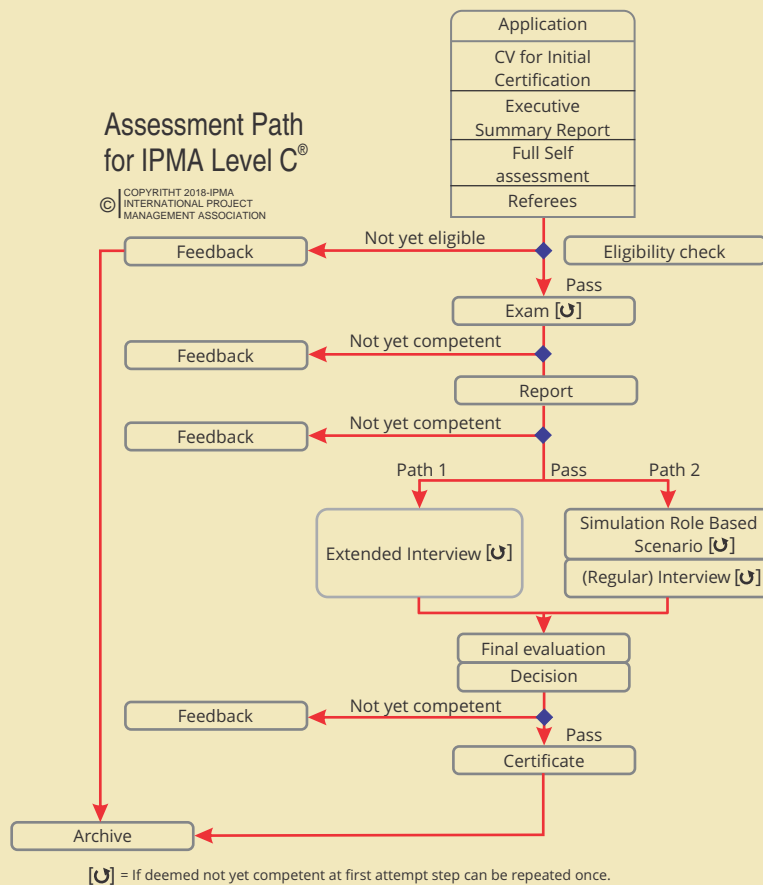 Application
CV for Initial
Certification
Executive
Summary Report
Full Self
assessment
Referees
Assessment Path
for IPMA Level C®
© COPYRITHT 2018-IPMA
INTERNATIONAL PROJECT
MANAGEMENT ASSOCIATION
Feedback
Not yet eligible
Eligibility check
Pass
Exam [↺]
Feedback
Not yet competent
Report
Feedback
Not yet competent
Path 1
Pass
Path 2
Extended Interview [↺]
Simulation Role Based
Scenario [↺]
(Regular) Interview [↺]
Final evaluation
Decision
Feedback
Not yet competent
Pass
Certificate
Archive
[↺] = If deemed not yet competent at first attempt step can be repeated once.